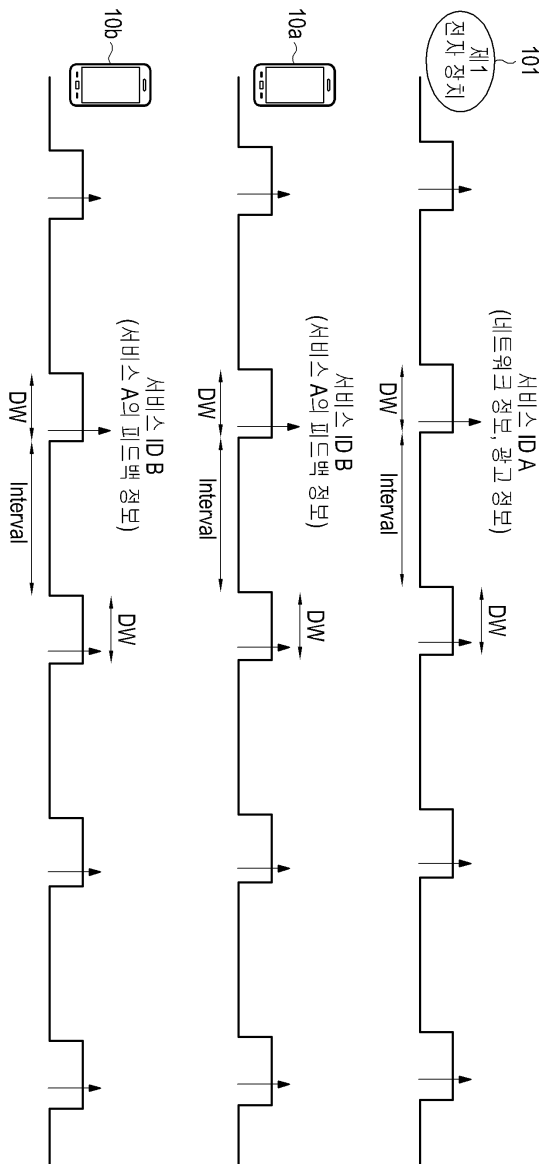 101
제1
전자 장치
서비스 ID A
(네트워크 정보, 광고 정보)
DW
Interval
DW
10a
서비스 ID B
(서비스 A의 피드백 정보)
DW
Interval
DW
10b
서비스 ID B
(서비스 A의 피드백 정보)
DW
Interval
DW